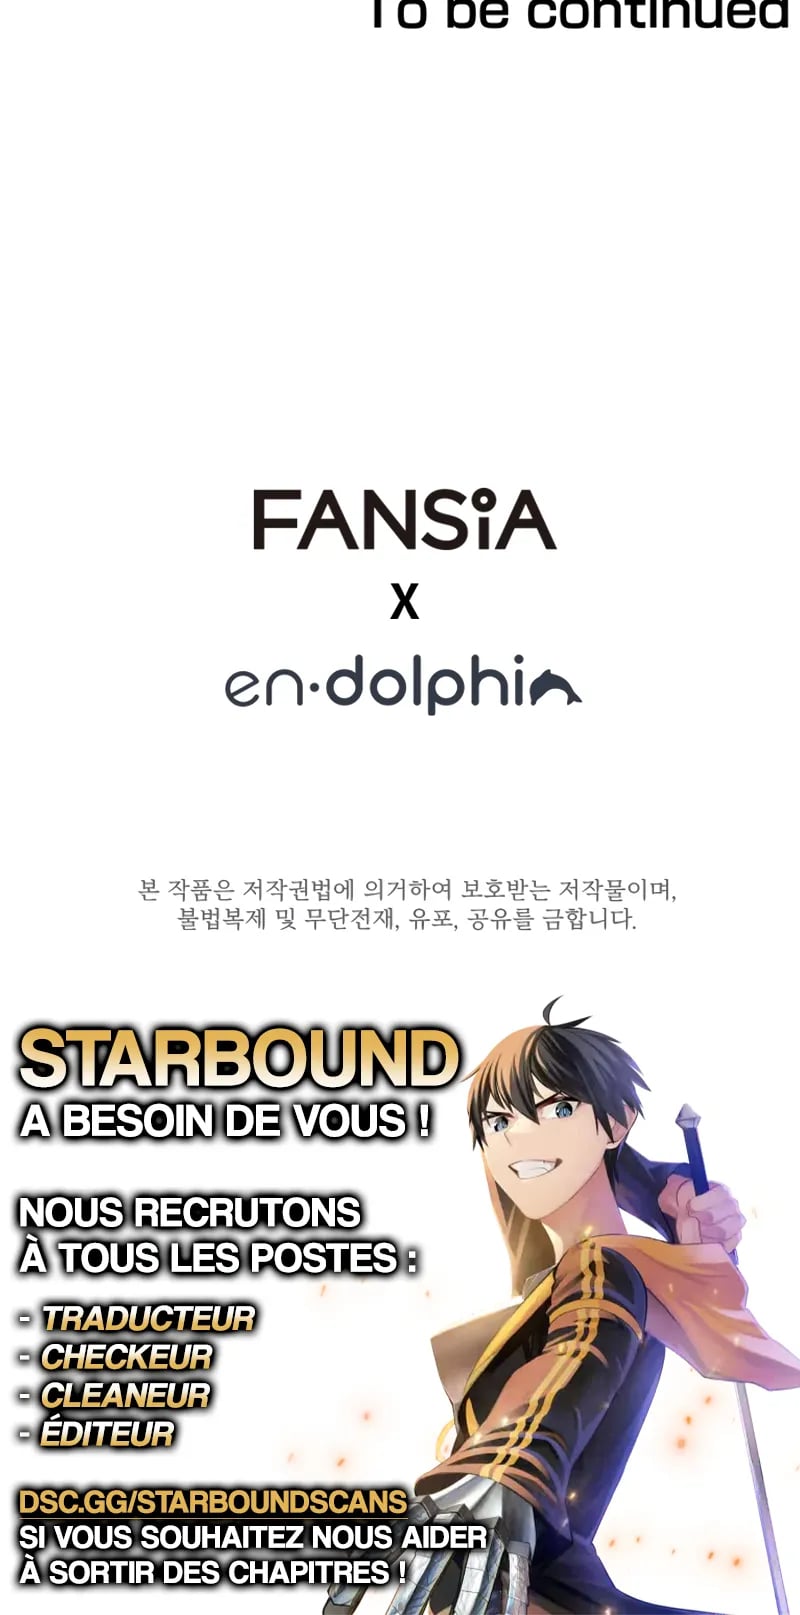 To be continued
FANSiA
X
en·dolphin
본 작품은 저작권법에 의거하여 보호받는 저작물이며,
불법복제 및 무단전재, 유포, 공유를 금합니다.
STARBOUND
A BESOIN DE VOUS !
NOUS RECRUTONS
À TOUS LES POSTES :
- TRADUCTEUR
- CHECKEUR
- CLEANEUR
- ÉDITEUR
DSC.GG/STARBOUNDSCANS
SI VOUS SOUHAITEZ NOUS AIDER
À SORTIR DES CHAPITRES !